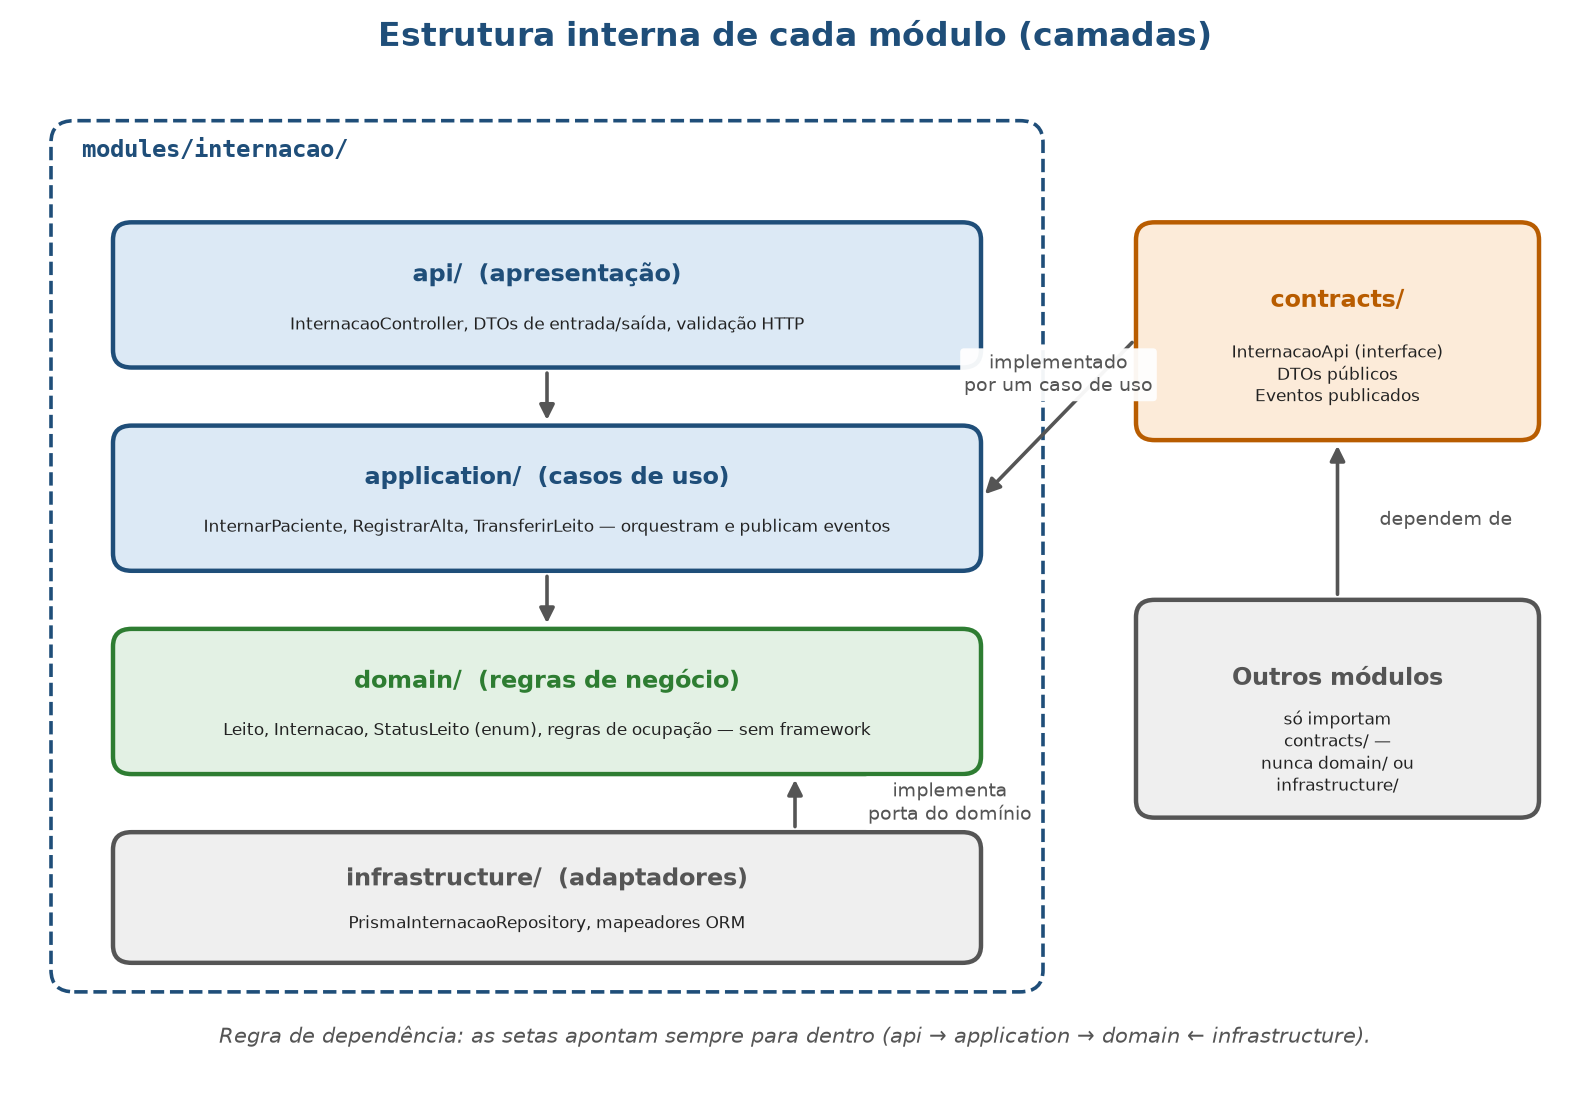 Estrutura interna de cada módulo (camadas)
modules/internacao/
api/  (apresentação)
InternacaoController, DTOs de entrada/saída, validação HTTP
implementado
por um caso de uso
contracts/
InternacaoApi (interface)
DTOs públicos
Eventos publicados
application/  (casos de uso)
InternarPaciente, RegistrarAlta, TransferirLeito — orquestram e publicam eventos
dependem de
domain/  (regras de negócio)
Leito, Internacao, StatusLeito (enum), regras de ocupação — sem framework
Outros módulos
só importam
contracts/ —
nunca domain/ ou
infrastructure/
implementa
porta do domínio
infrastructure/  (adaptadores)
PrismaInternacaoRepository, mapeadores ORM
Regra de dependência: as setas apontam sempre para dentro (api → application → domain ← infrastructure).